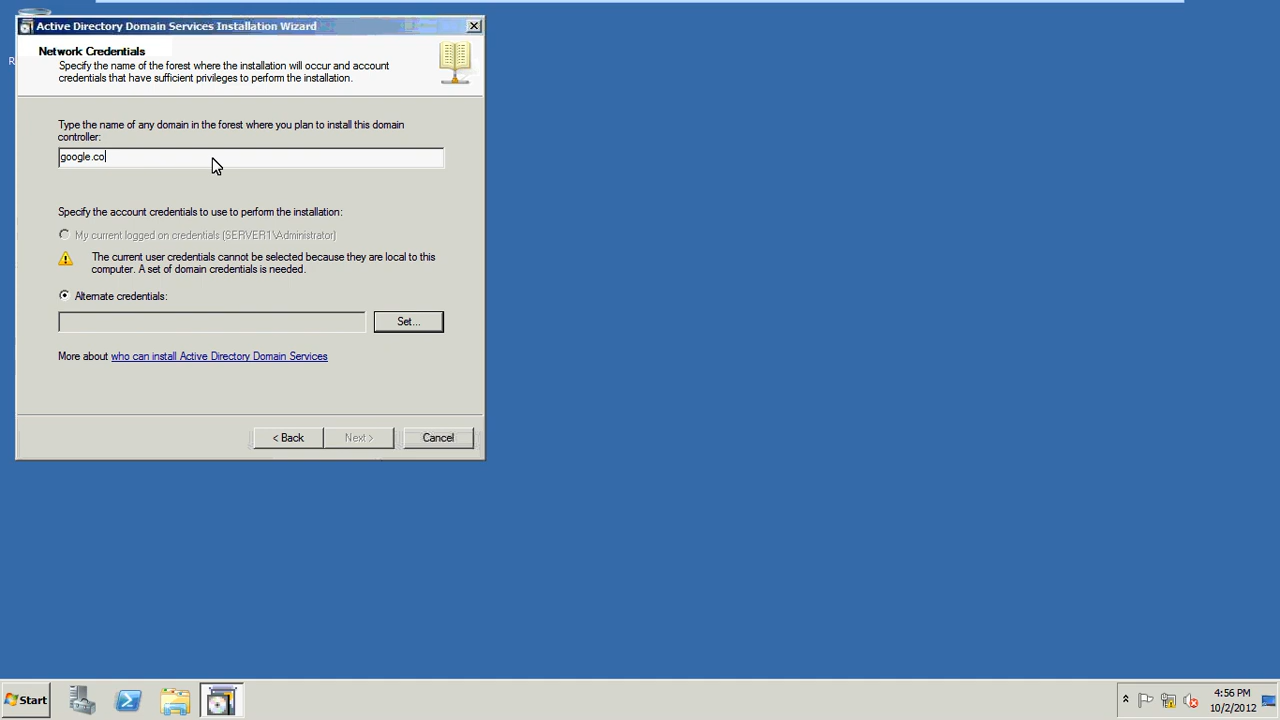 Active Directory Domain Services Installation Wizard
Network Credentials
Specify the name of the forest where the installation will occur and account
credentials that have sufficient privileges to perform the installation.
R
Type the name of any domain in the forest where you plan to install this domain
controller:
google.co
Specify the account credentials to use to perform the installation:
My current logged on credentials (SERVER1\Administrator)
The current user credentials cannot be selected because they are local to this
computer. A set of domain credentials is needed.
Alternate credentials:
Set...
More about who can install Active Directory Domain Services
< Back
Next >
Cancel
Start
4:56 PM
10/2/2012